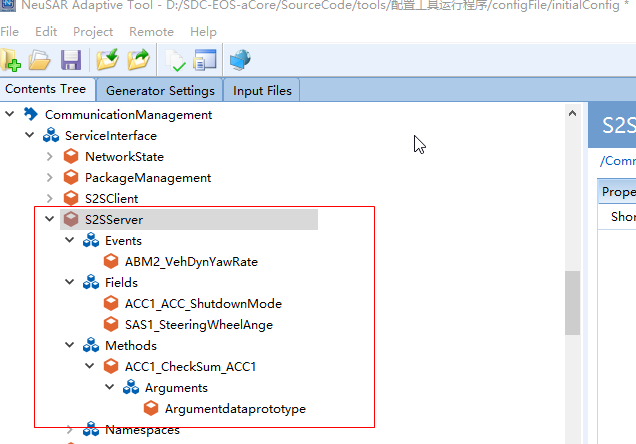 NeuSAR Adaptive Tool - D:/SDC-EOS-aCore/SourceCode/tools/配置工具运行程序/configFile/initialConfig *
File Edit Project Remote Help
Contents Tree Generator Settings Input Files
CommunicationManagement
ServiceInterface
NetworkState
PackageManagement
S2SClient
S2SServer
Events
ABM2_VehDynYawRate
Fields
ACC1_ACC_ShutdownMode
SAS1_SteeringWheelAnge
Methods
ACC1_CheckSum_ACC1
Arguments
Argumentdataprototype
Namespaces
S2S
/Comm
Prope
Shor